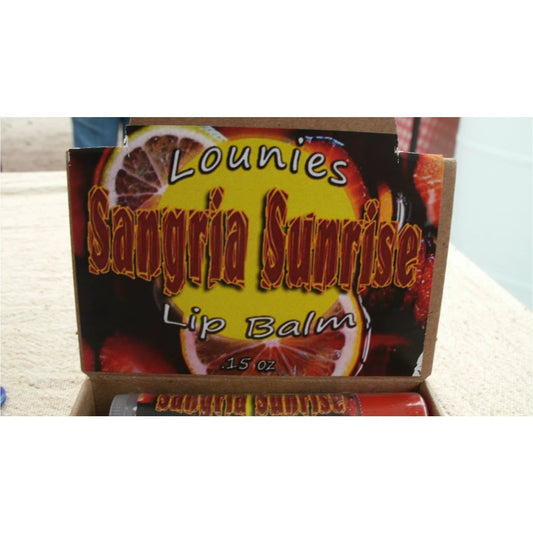 Lounies
Sangria Sunrise
Lip Balm
.15 oz
Sangria Sunrise